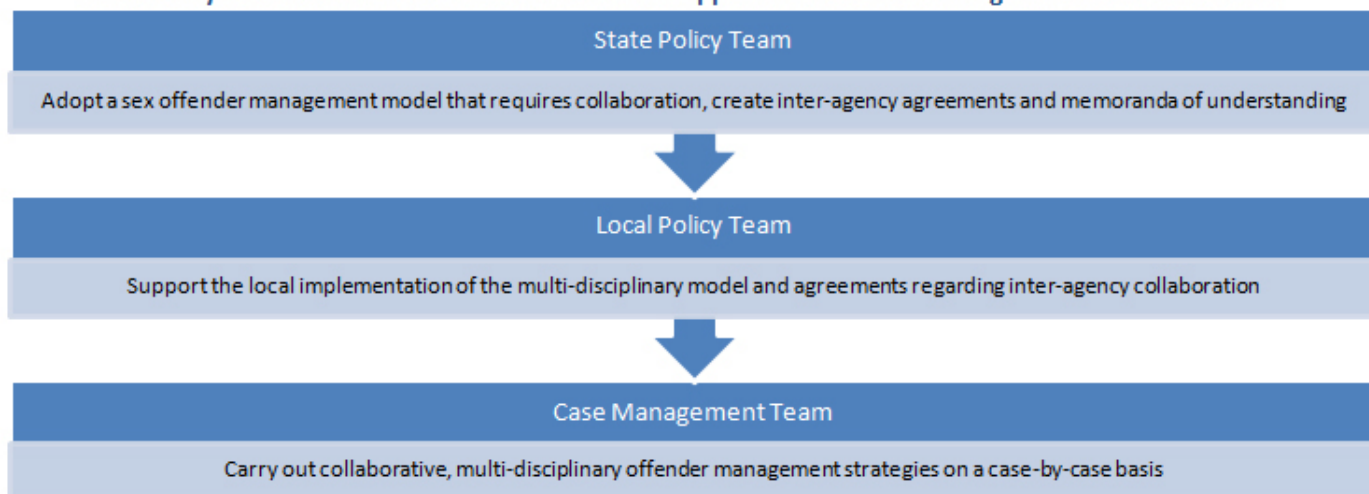 State Policy Team
Adopt a sex offender management model that requires collaboration, create inter-agency agreements and memoranda of understanding
Local Policy Team
Support the local implementation of the multi-disciplinary model and agreements regarding inter-agency collaboration
Case Management Team
Carry out collaborative, multi-disciplinary offender management strategies on a case-by-case basis